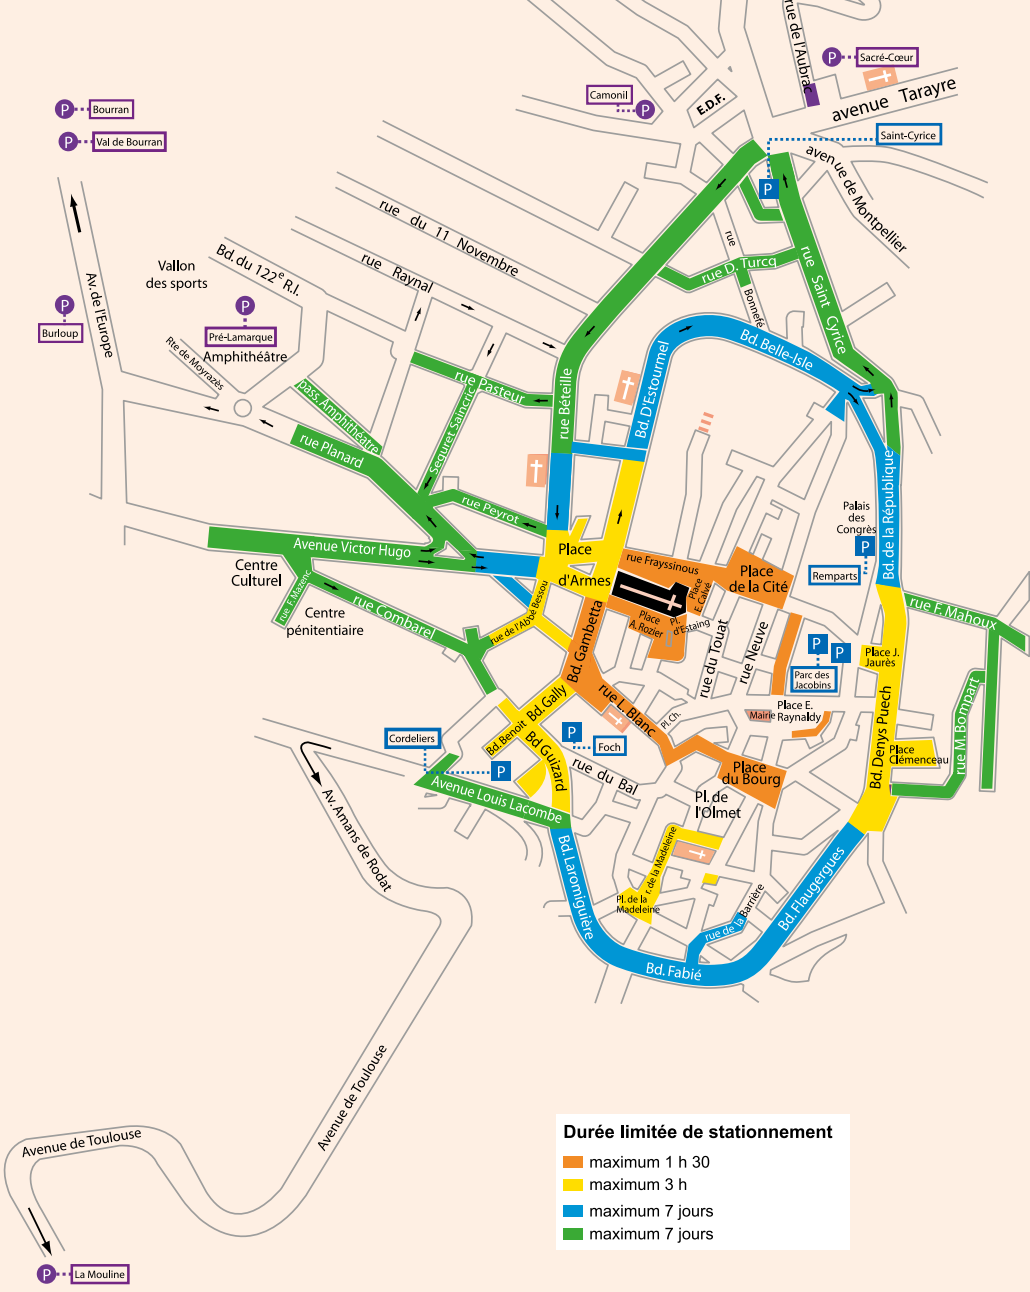 rue de l'Aubrac
P
Sacré-Cœur
Camonil
P
E.D.F.
avenue Tarayre
P
Bourran
P
Val de Bourran
Saint-Cyrice
P
avenue de Montpellier
rue du 11 Novembre
rue Raynal
Bd. du 122e R.I.
Vallon
des sports
Av. de l'Europe
P
Burloup
P
Pré-Lamarque
Amphithéâtre
Rte de Moyrazès
rue D. Turcq
rue
Bonnefé
rue Saint Cyrice
Bd. Belle-Isle
Bd. D'Estourmel
rue Béteille
rue Pasteur
Seguret Saincric
pass. Amphithéâtre
rue Planard
rue Peyrot
Avenue Victor Hugo
Centre
Culturel
rue F. Mazenc
Centre
pénitentiaire
rue Combarel
rue de l'Abbé Bessou
Place
d'Armes
rue Frayssinous
Place
E. Calvé
Place
de la Cité
Place
A. Rozier
Pl.
d'Estaing
Palais
des
Congrès
P
Remparts
Bd. de la République
rue F. Mahoux
rue du Touat
rue Neuve
P
P
Parc des
Jacobins
Place J.
Jaurès
Bd. Gambetta
rue L. Blanc
Pl. Ch.
Mairie
Place E.
Raynaldy
Bd. Denys Puech
Place
Clémenceau
rue M. Bompart
Bd. Benoit Bd. Gally
Bd Guizard
P
Foch
Cordeliers
P
rue du Bal
Place
du Bourg
Pl. de
l'Olmet
Avenue Louis Lacombe
r. de la Madeleine
Pl. de la
Madeleine
rue de la Barrière
Bd. Laromiguière
Bd. Fabié
Bd. Flaugergues
Av. Amans de Rodat
Avenue de Toulouse
Avenue de Toulouse
P
La Mouline
Durée limitée de stationnement
maximum 1 h 30
maximum 3 h
maximum 7 jours
maximum 7 jours